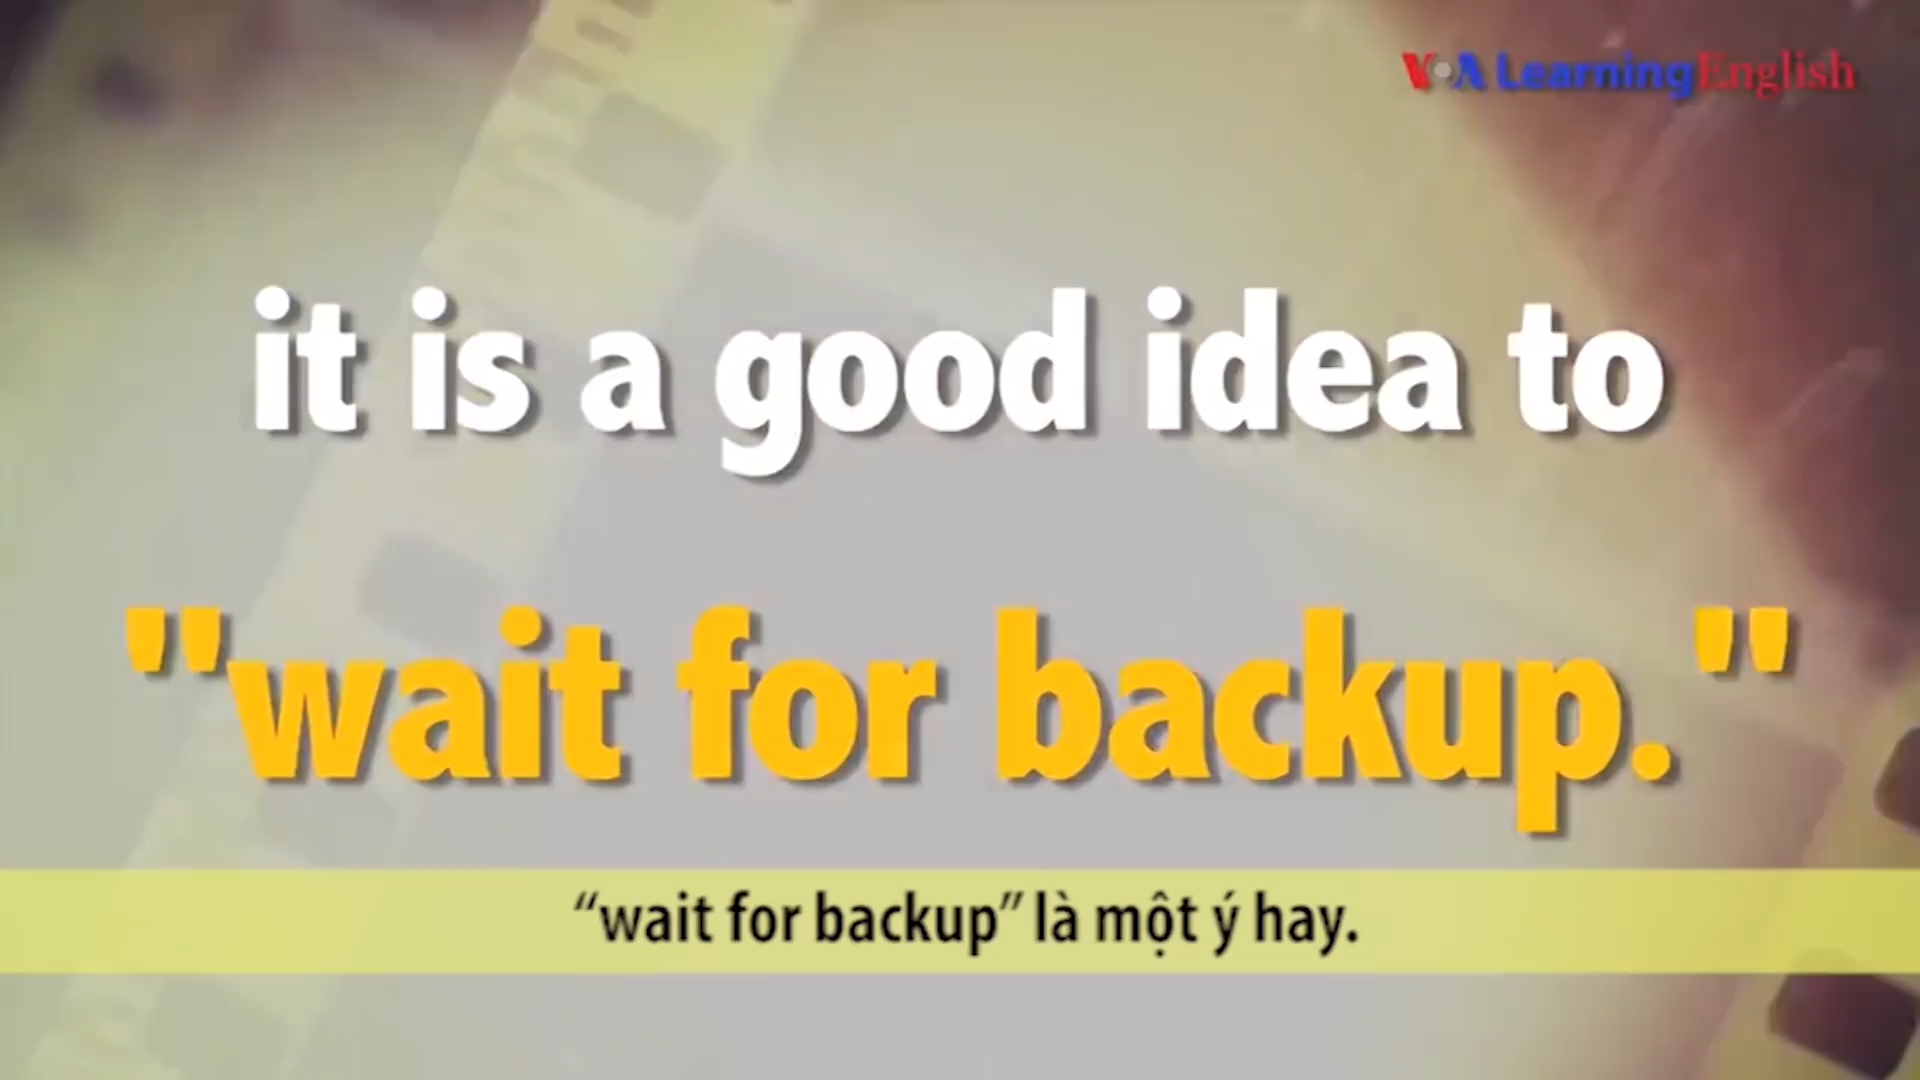 VOA Learning English
it is a good idea to
"wait for backup."
“wait for backup” là một ý hay.